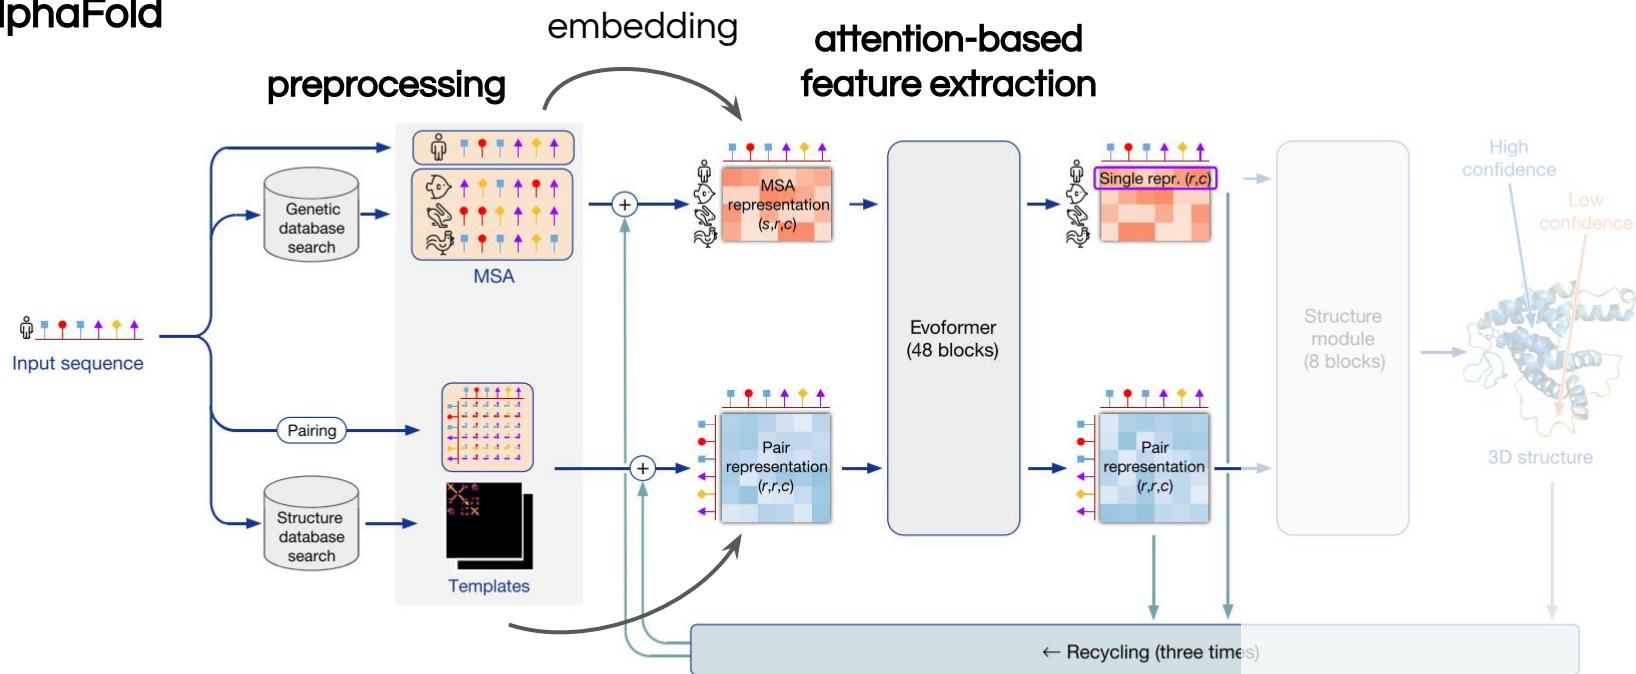 lphaFold
embedding
attention-based
feature extraction
preprocessing
Genetic
database
search
MSA
Input sequence
Pairing
Structure
database
search
Templates
MSA
representation
(s,r,c)
Pair
representation
(r,r,c)
Evoformer
(48 blocks)
Single repr. (r,c)
Pair
representation
(r,r,c)
Structure
module
(8 blocks)
High
confidence
Low
confidence
3D structure
← Recycling (three times)